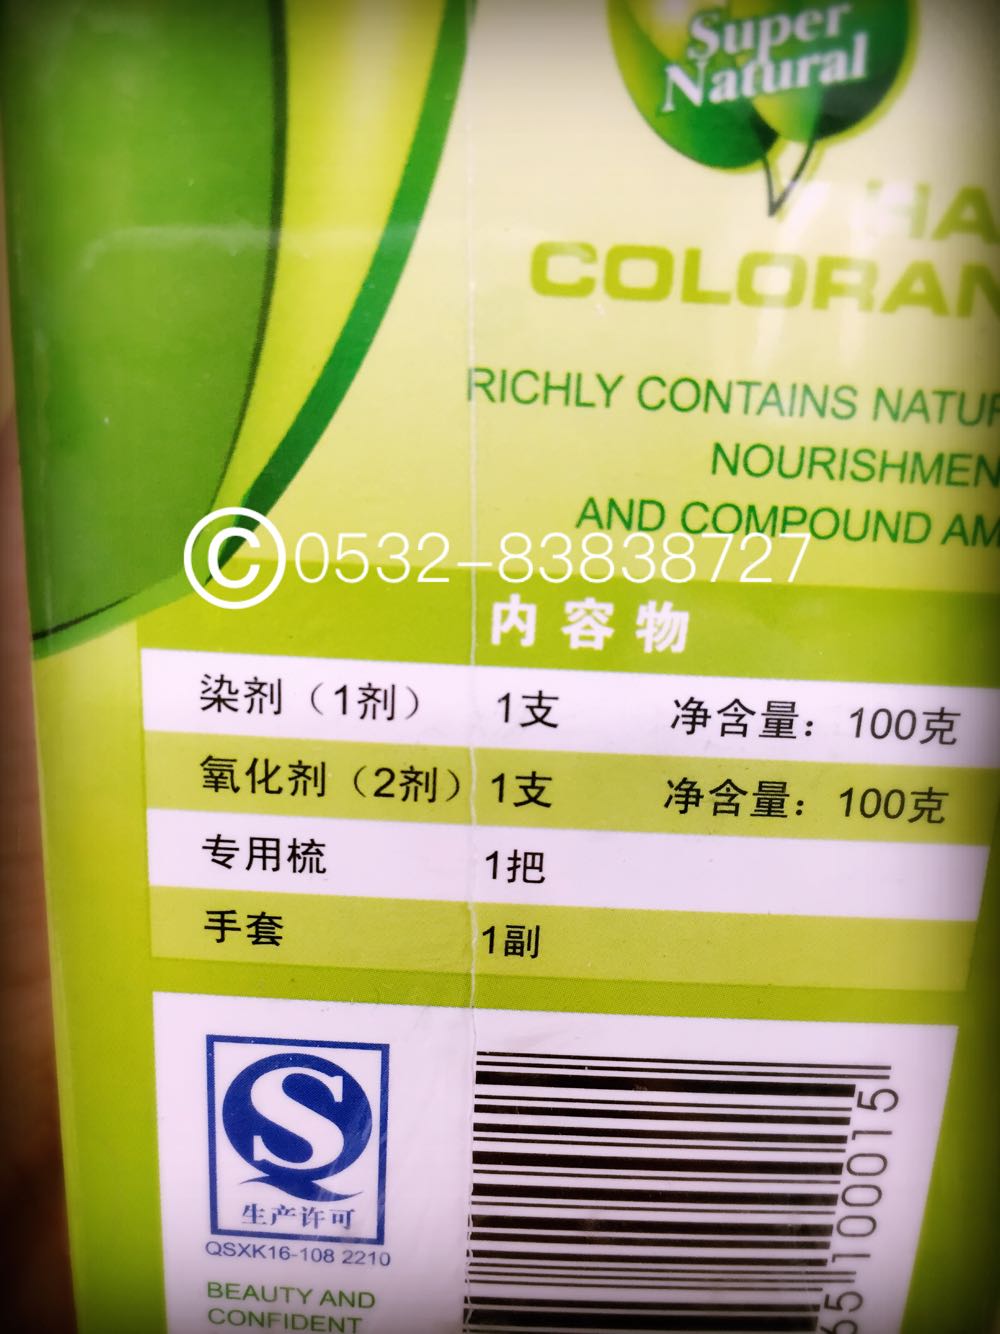 Super
Natural
HA
COLORAN
RICHLY CONTAINS NATUR
NOURISHMEN
AND COMPOUND AM
©0532-83838727
内容物
染剂（1剂） 1支 净含量：100克
氧化剂（2剂） 1支 净含量：100克
专用梳 1把
手套 1副
S
生产许可
QSXK16-108 2210
BEAUTY AND
CONFIDENT
65100015